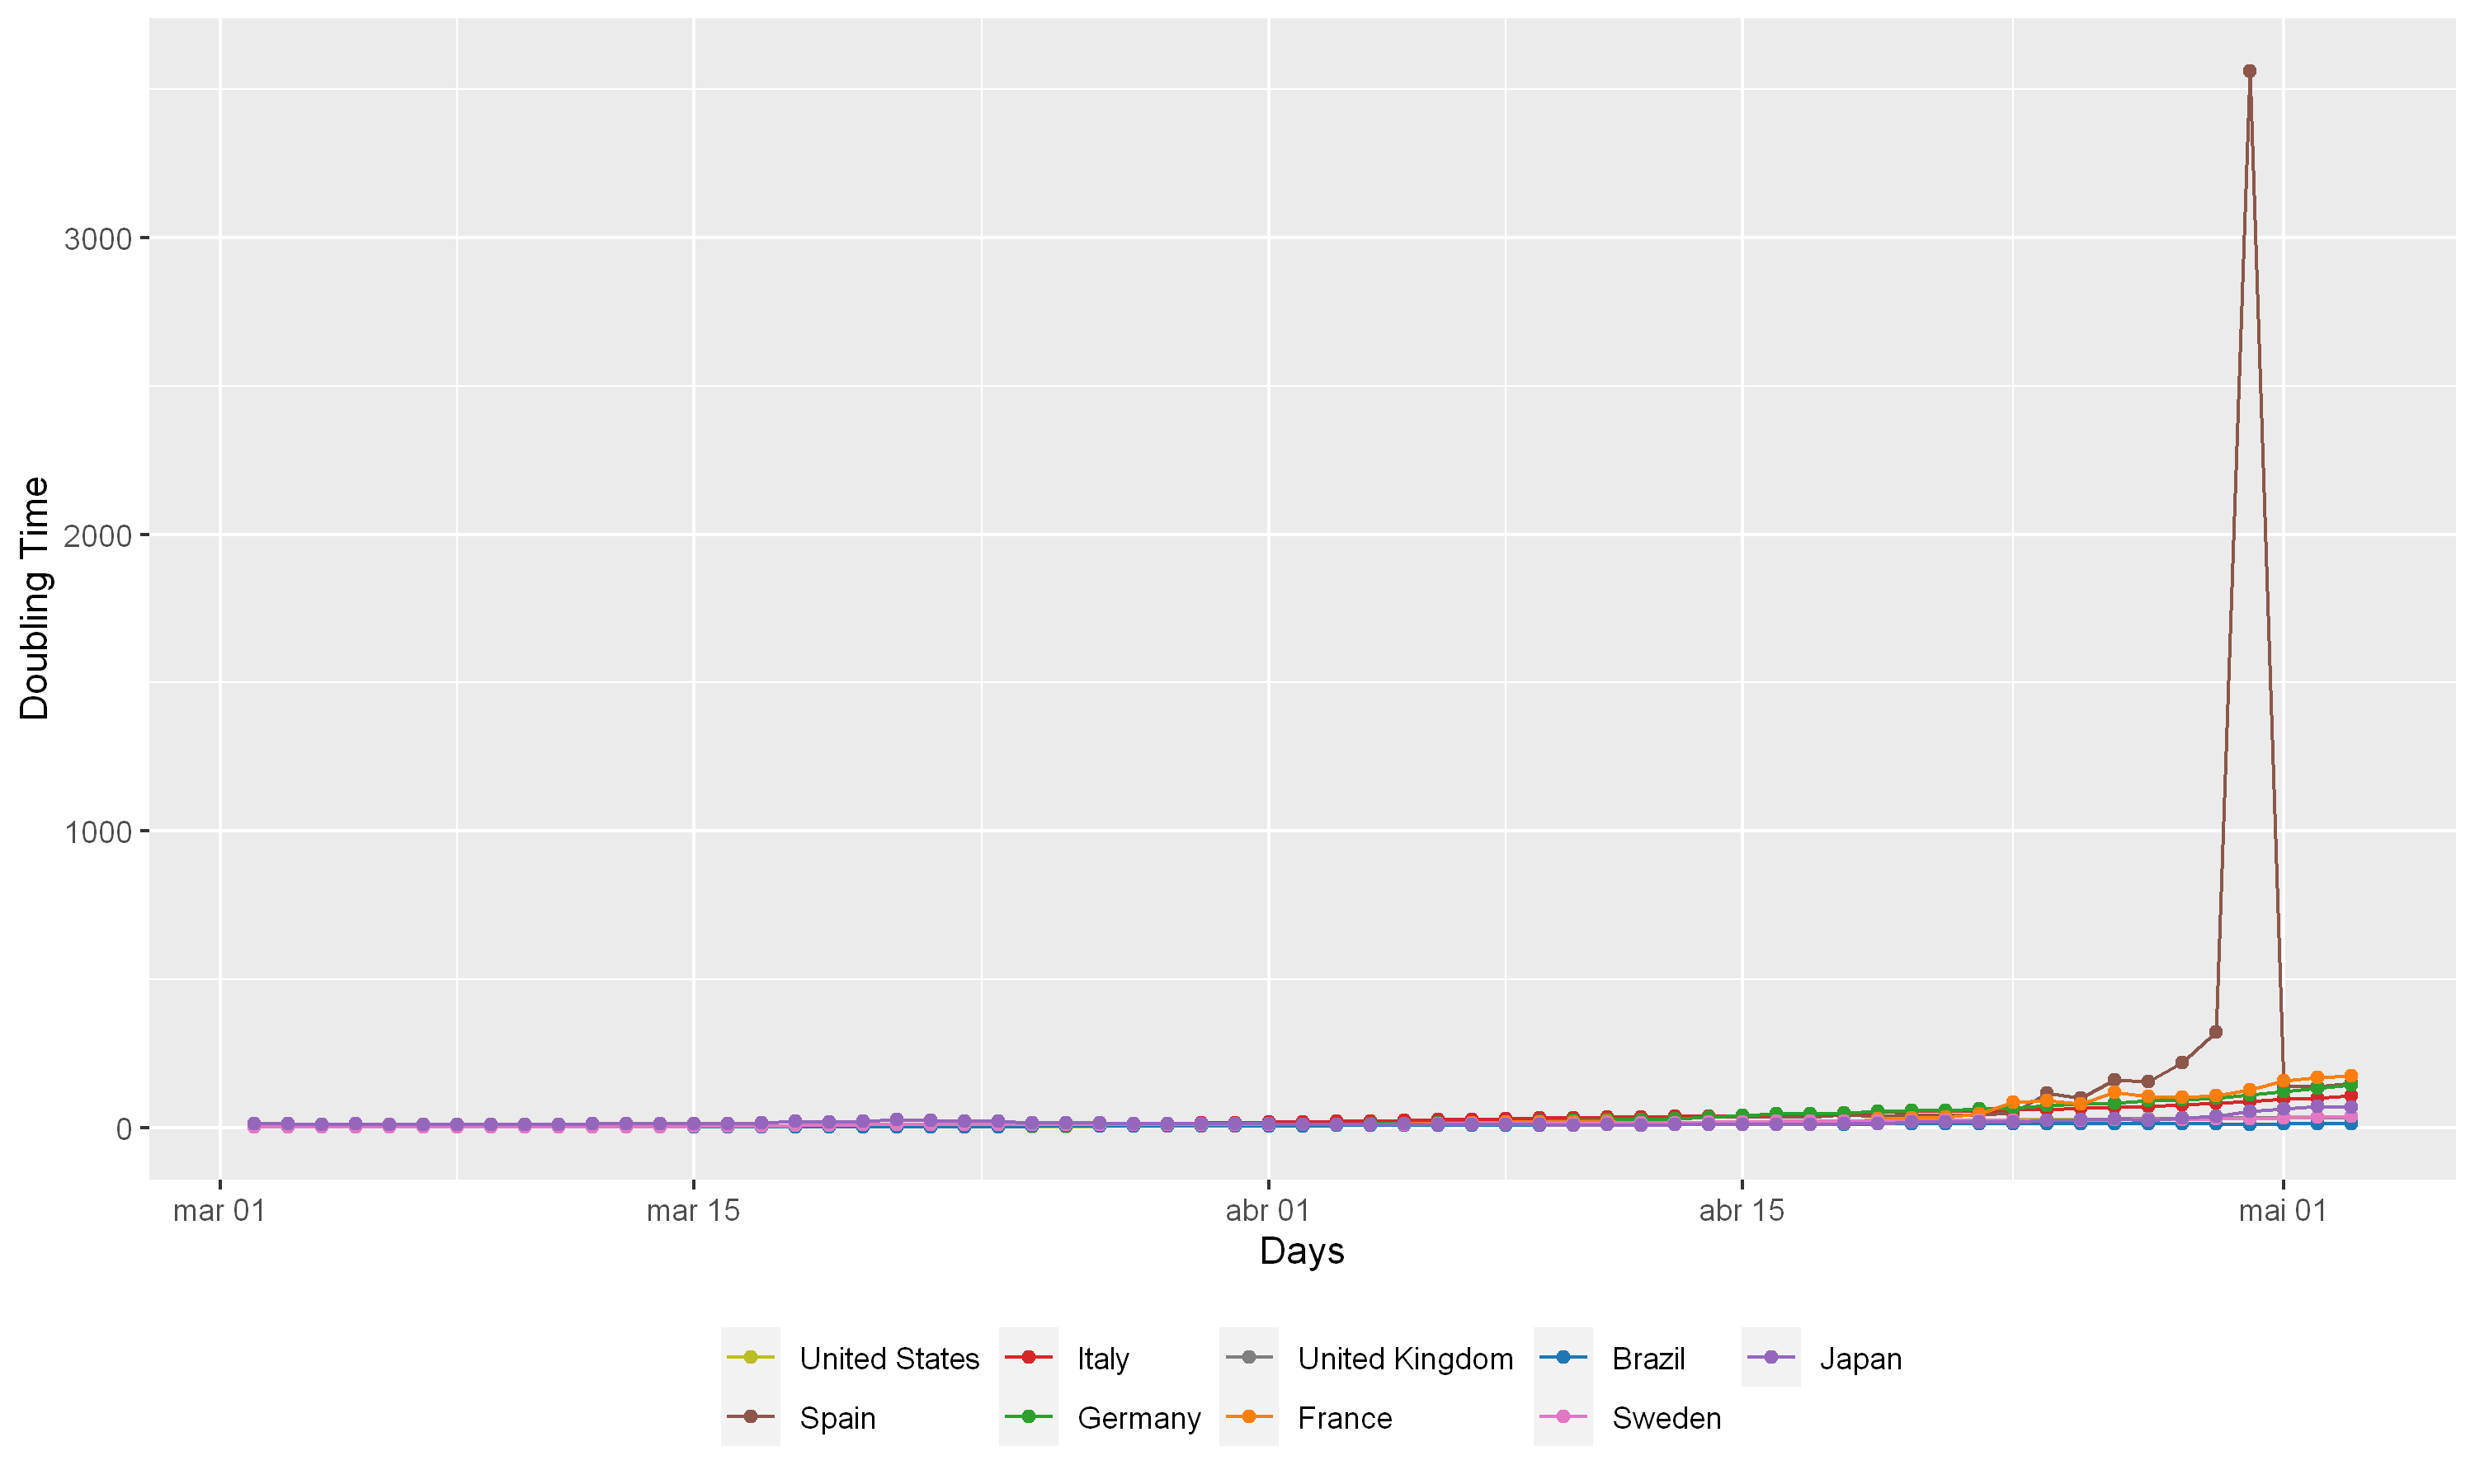 Doubling Time
3000
2000
1000
0
mar 01 mar 15 abr 01 abr 15 mai 01
Days
United States Italy United Kingdom Brazil Japan
Spain Germany France Sweden